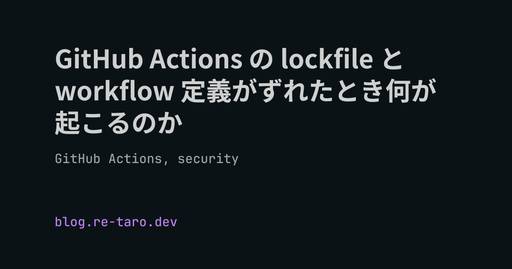 GitHub Actions の lockfile と
workflow 定義がずれたとき何が
起こるのか
GitHub Actions, security
blog.re-taro.dev